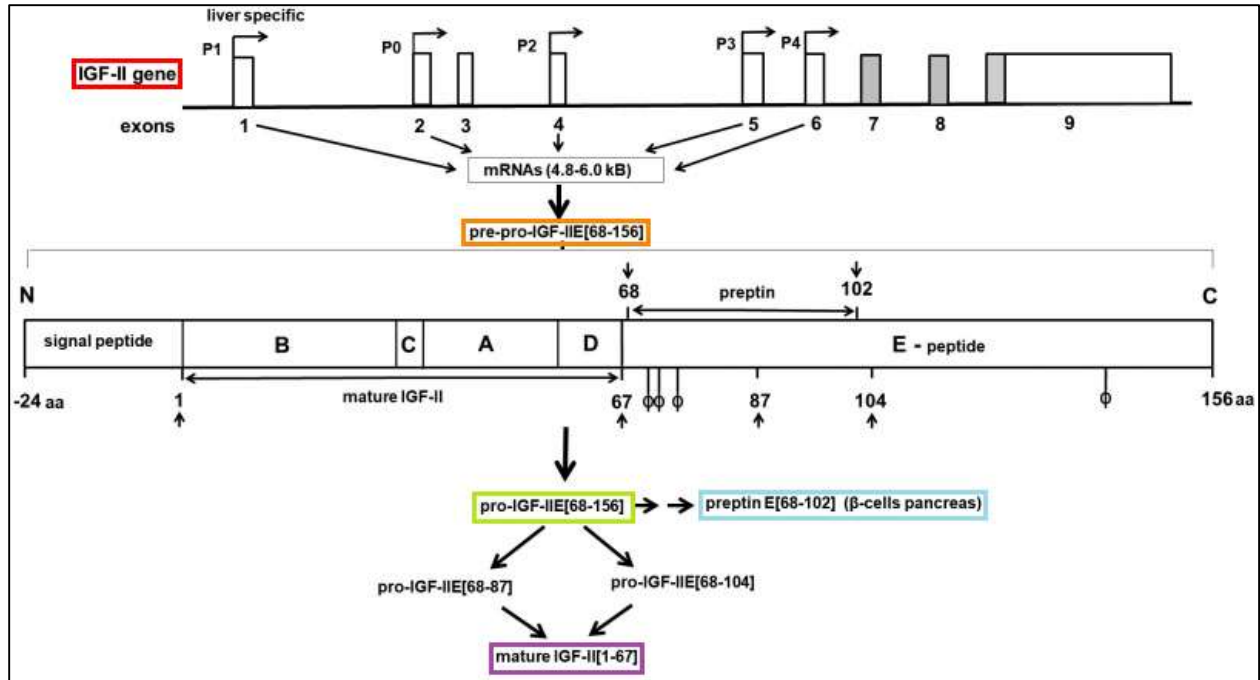 liver specific
P1
P0
P2
P3
P4
IGF-II gene
exons
1
2
3
4
5
6
7
8
9
mRNAs (4.8-6.0 kB)
pre-pro-IGF-IIE[68-156]
N
68
preptin
102
C
signal peptide
B
C
A
D
E - peptide
-24 aa
1
mature IGF-II
67
ϕ
ϕ
ϕ
87
104
ϕ
156 aa
pro-IGF-IIE[68-156]
preptin E[68-102] (β-cells pancreas)
pro-IGF-IIE[68-87]
pro-IGF-IIE[68-104]
mature IGF-II[1-67]